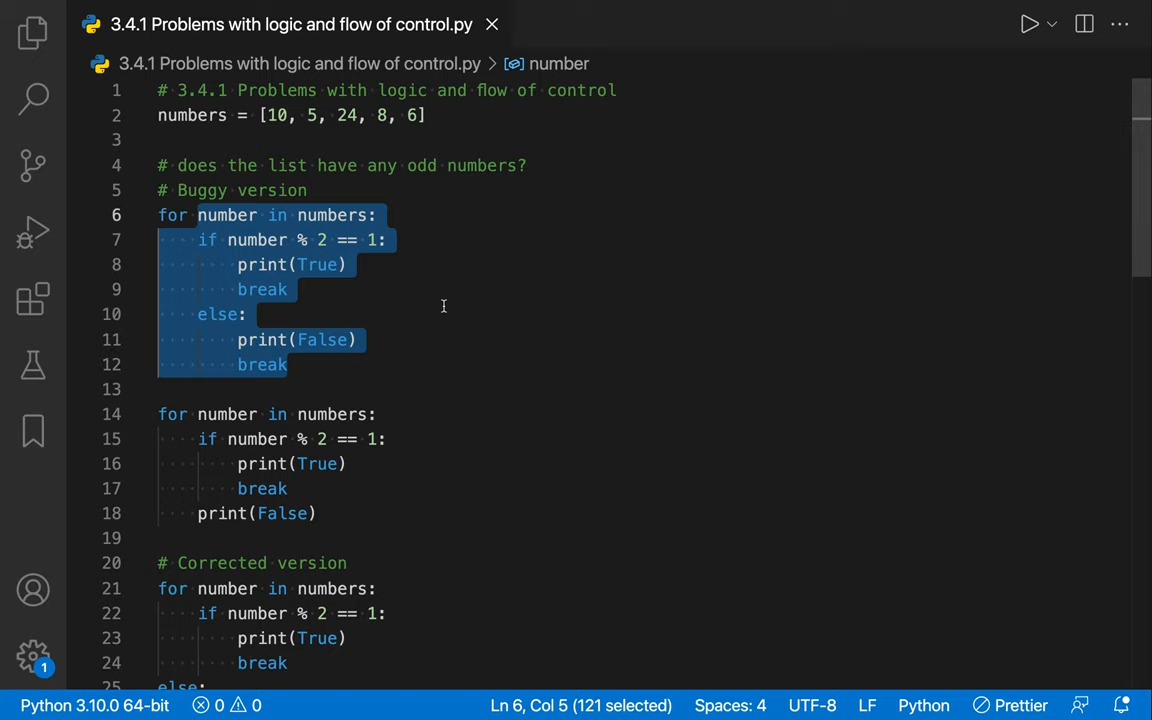 3.4.1 Problems with logic and flow of control.py
3.4.1 Problems with logic and flow of control.py > number
1 # 3.4.1 Problems with logic and flow of control
2 numbers = [10, 5, 24, 8, 6]
3
4 # does the list have any odd numbers?
5 # Buggy version
6 for number in numbers:
7     if number % 2 == 1:
8         print(True)
9         break
10     else:
11         print(False)
12         break
13
14 for number in numbers:
15     if number % 2 == 1:
16         print(True)
17         break
18     print(False)
19
20 # Corrected version
21 for number in numbers:
22     if number % 2 == 1:
23         print(True)
24         break
25 else:
1
Python 3.10.0 64-bit 0 0 Ln 6, Col 5 (121 selected) Spaces: 4 UTF-8 LF Python Prettier